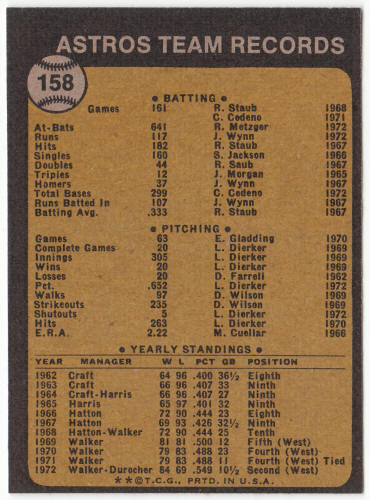 ASTROS TEAM RECORDS
158
• BATTING •
Games 161 R. Staub 1968
C. Cedeno 1971
At-Bats 641 R. Metzger 1972
Runs 117 J. Wynn 1972
Hits 182 R. Staub 1967
Singles 160 S. Jackson 1966
Doubles 44 R. Saub 1967
Triples 12 J. Morgan 1965
Homers 37 J. Wynn 1967
Total Bases 299 C. Cedeno 1972
Runs Batted In 107 J. Wynn 1967
Batting Avg. .333 R. Staub 1967
• PITCHING •
Games 63 E. Gladding 1970
Complete Games 20 L. Dierker 1969
Innings 305 L. Dierker 1969
Wins 20 L. Dierker 1969
Losses 20 D. Farrell 1962
Pct. .652 L. Dierker 1972
Walks 97 D. Wilson 1969
Strikeouts 235 D. Wilson 1969
Shutouts 5 L. Dierker 1972
Hits 263 L. Dierker 1970
E.R.A. 2.22 M. Cuellar 1966
• YEARLY STANDINGS •
YEAR MANAGER W L PCT GB POSITION
1962 Craft 64 96 .400 36½ Eighth
1963 Craft 66 96 .407 33 Ninth
1964 Craft-Harris 66 96 .407 27 Ninth
1965 Harris 65 97 .401 32 Ninth
1966 Hatton 72 90 .444 23 Eighth
1967 Hatton 69 93 .426 32½ Ninth
1968 Hatton-Walker 72 90 .444 25 Tenth
1969 Walker 81 81 .500 12 Fifth (West)
1970 Walker 79 83 .488 23 Fourth (West)
1971 Walker 79 83 .488 11 Fourth (West) Tied
1972 Walker-Durocher 84 69 .549 10½ Second (West)
**© T.C.G., PRTD. IN U.S.A.